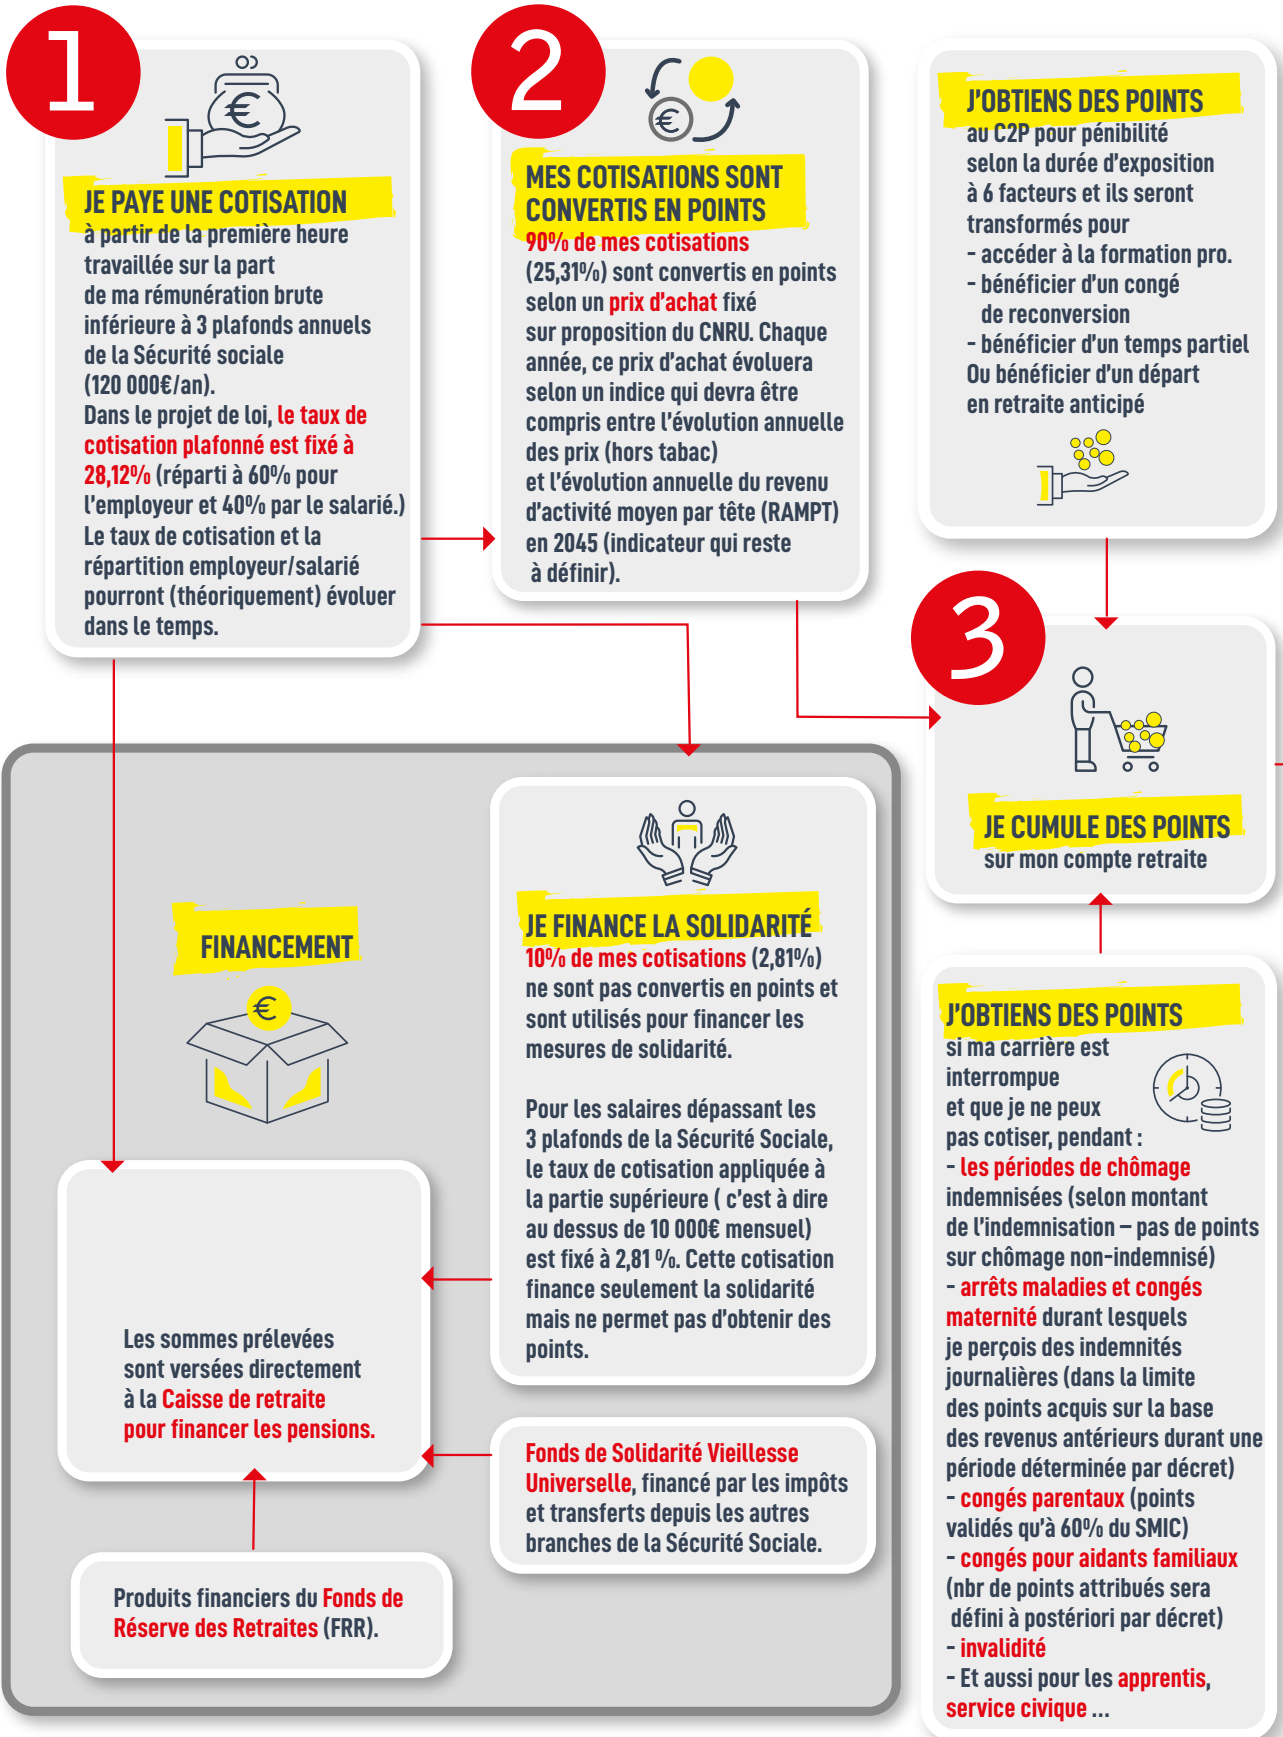 1
JE PAYE UNE COTISATION
à partir de la première heure
travaillée sur la part
de ma rémunération brute
inférieure à 3 plafonds annuels
de la Sécurité sociale
(120 000€/an).
Dans le projet de loi, le taux de
cotisation plafonné est fixé à
28,12% (réparti à 60% pour
l'employeur et 40% par le salarié.)
Le taux de cotisation et la
répartition employeur/salarié
pourront (théoriquement) évoluer
dans le temps.
2
MES COTISATIONS SONT
CONVERTIS EN POINTS
90% de mes cotisations
(25,31%) sont convertis en points
selon un prix d'achat fixé
sur proposition du CNRU. Chaque
année, ce prix d'achat évoluera
selon un indice qui devra être
compris entre l'évolution annuelle
des prix (hors tabac)
et l'évolution annuelle du revenu
d'activité moyen par tête (RAMPT)
en 2045 (indicateur qui reste
à définir).
J'OBTIENS DES POINTS
au C2P pour pénibilité
selon la durée d'exposition
à 6 facteurs et ils seront
transformés pour
- accéder à la formation pro.
- bénéficier d'un congé
de reconversion
- bénéficier d'un temps partiel
Ou bénéficier d'un départ
en retraite anticipé
3
JE CUMULE DES POINTS
sur mon compte retraite
FINANCEMENT
€
Les sommes prélevées
sont versées directement
à la Caisse de retraite
pour financer les pensions.
Produits financiers du Fonds de
Réserve des Retraites (FRR).
JE FINANCE LA SOLIDARITÉ
10% de mes cotisations (2,81%)
ne sont pas convertis en points et
sont utilisés pour financer les
mesures de solidarité.
Pour les salaires dépassant les
3 plafonds de la Sécurité Sociale,
le taux de cotisation appliquée à
la partie supérieure ( c'est à dire
au dessus de 10 000€ mensuel)
est fixé à 2,81 %. Cette cotisation
finance seulement la solidarité
mais ne permet pas d'obtenir des
points.
Fonds de Solidarité Vieillesse
Universelle, financé par les impôts
et transferts depuis les autres
branches de la Sécurité Sociale.
J'OBTIENS DES POINTS
si ma carrière est
interrompue
et que je ne peux
pas cotiser, pendant :
- les périodes de chômage
indemnisées (selon montant
de l'indemnisation – pas de points
sur chômage non-indemnisé)
- arrêts maladies et congés
maternité durant lesquels
je perçois des indemnités
journalières (dans la limite
des points acquis sur la base
des revenus antérieurs durant une
période déterminée par décret)
- congés parentaux (points
validés qu'à 60% du SMIC)
- congés pour aidants familiaux
(nbr de points attribués sera
défini à postériori par décret)
- invalidité
- Et aussi pour les apprentis,
service civique ...